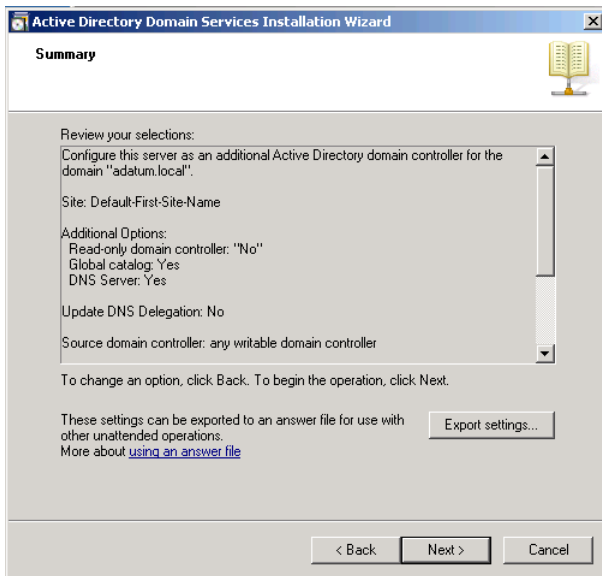 Active Directory Domain Services Installation Wizard
Summary
Review your selections:
Configure this server as an additional Active Directory domain controller for the
domain "adatum.local".
Site: Default-First-Site-Name
Additional Options:
Read-only domain controller: "No"
Global catalog: Yes
DNS Server: Yes
Update DNS Delegation: No
Source domain controller: any writable domain controller
To change an option, click Back. To begin the operation, click Next.
These settings can be exported to an answer file for use with
other unattended operations.
More about using an answer file
Export settings...
< Back Next > Cancel